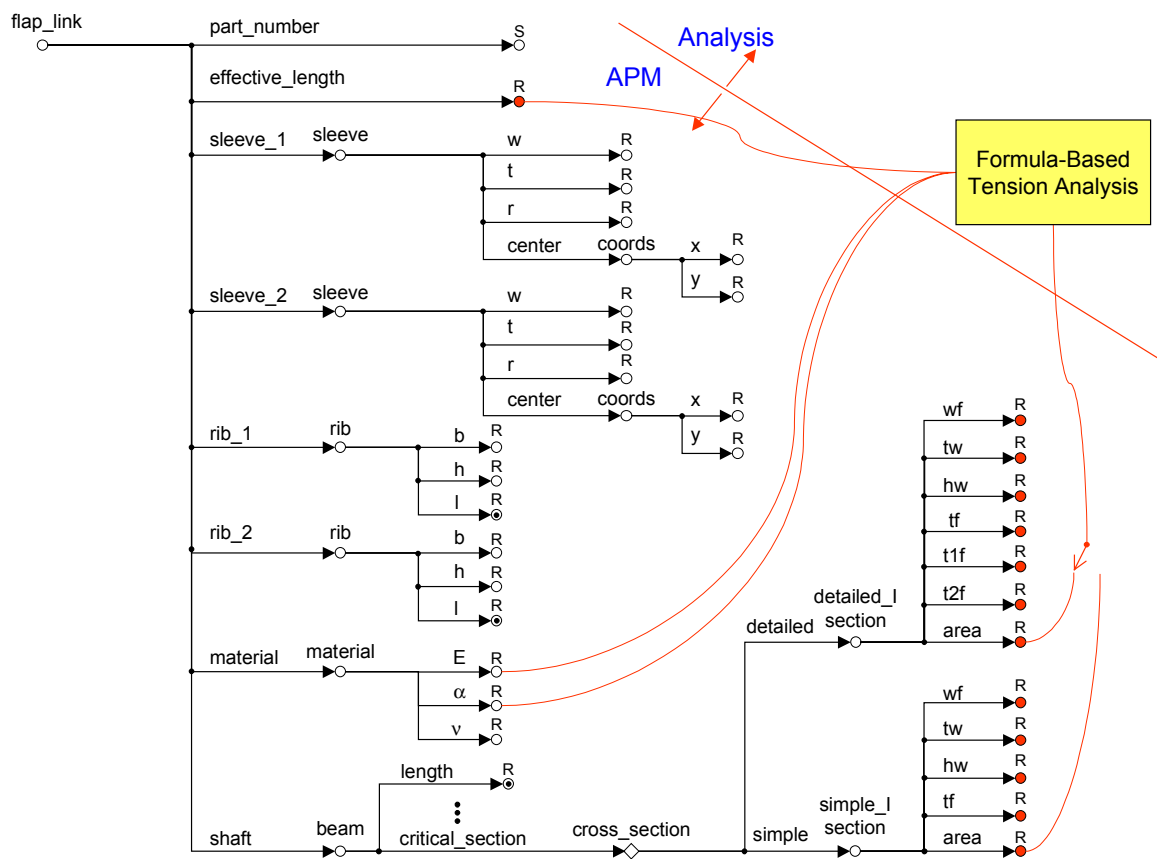 flap_link
part_number
S
Analysis
APM
effective_length
R
sleeve_1
sleeve
w
R
t
R
r
R
center
coords
x
R
y
R
Formula-Based
Tension Analysis
sleeve_2
sleeve
w
R
t
R
r
R
center
coords
x
R
y
R
rib_1
rib
b
R
h
R
l
R
rib_2
rib
b
R
h
R
l
R
material
material
E
R
α
R
ν
R
detailed
detailed_I
section
wf
R
tw
R
hw
R
tf
R
t1f
R
t2f
R
area
R
shaft
beam
length
R
critical_section
cross_section
simple
simple_I
section
wf
R
tw
R
hw
R
tf
R
area
R